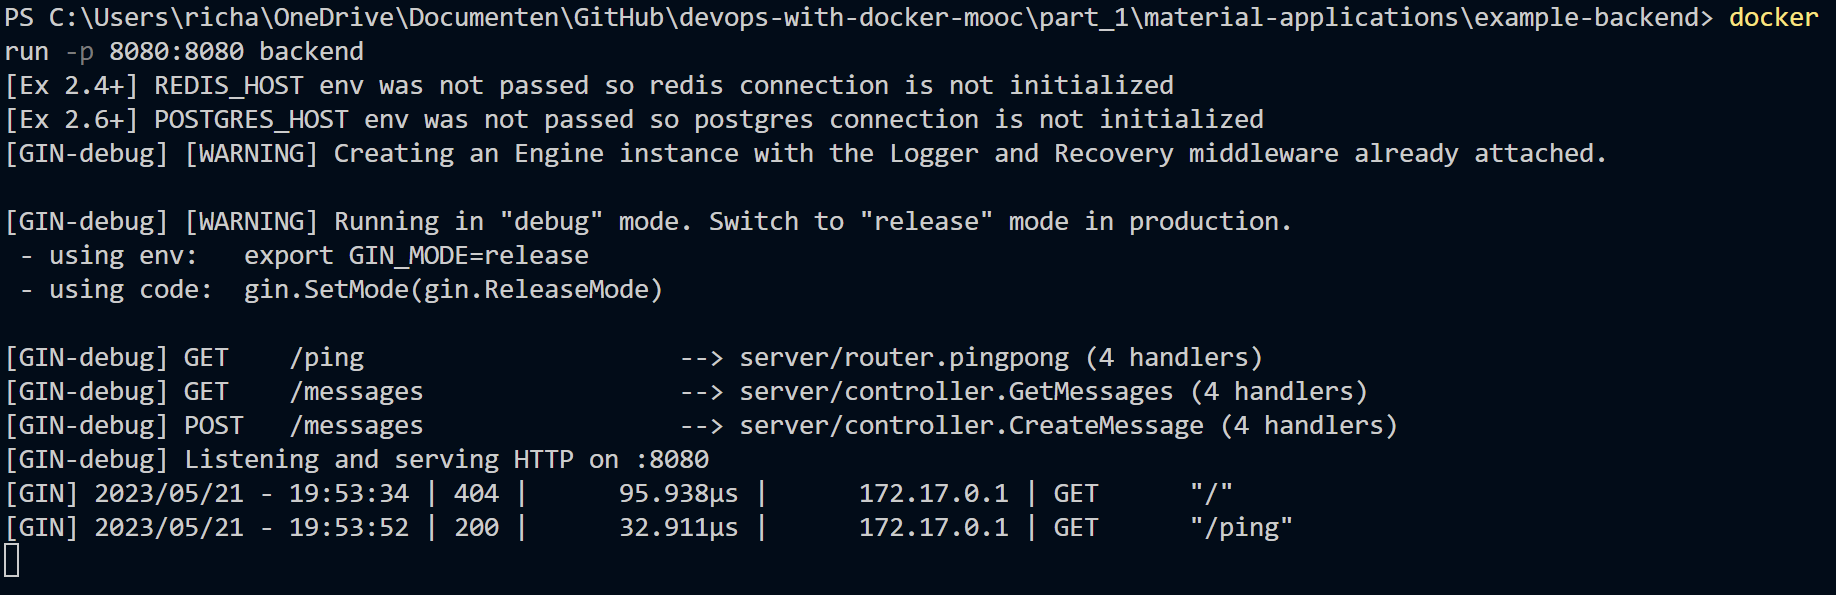 PS C:\Users\richa\OneDrive\Documenten\GitHub\devops-with-docker-mooc\part_1\material-applications\example-backend> docker
run -p 8080:8080 backend
[Ex 2.4+] REDIS_HOST env was not passed so redis connection is not initialized
[Ex 2.6+] POSTGRES_HOST env was not passed so postgres connection is not initialized
[GIN-debug] [WARNING] Creating an Engine instance with the Logger and Recovery middleware already attached.

[GIN-debug] [WARNING] Running in "debug" mode. Switch to "release" mode in production.
 - using env:   export GIN_MODE=release
 - using code:  gin.SetMode(gin.ReleaseMode)

[GIN-debug] GET    /ping                     --> server/router.pingpong (4 handlers)
[GIN-debug] GET    /messages                 --> server/controller.GetMessages (4 handlers)
[GIN-debug] POST   /messages                 --> server/controller.CreateMessage (4 handlers)
[GIN-debug] Listening and serving HTTP on :8080
[GIN] 2023/05/21 - 19:53:34 | 404 |      95.938µs |      172.17.0.1 | GET      "/"
[GIN] 2023/05/21 - 19:53:52 | 200 |      32.911µs |      172.17.0.1 | GET      "/ping"